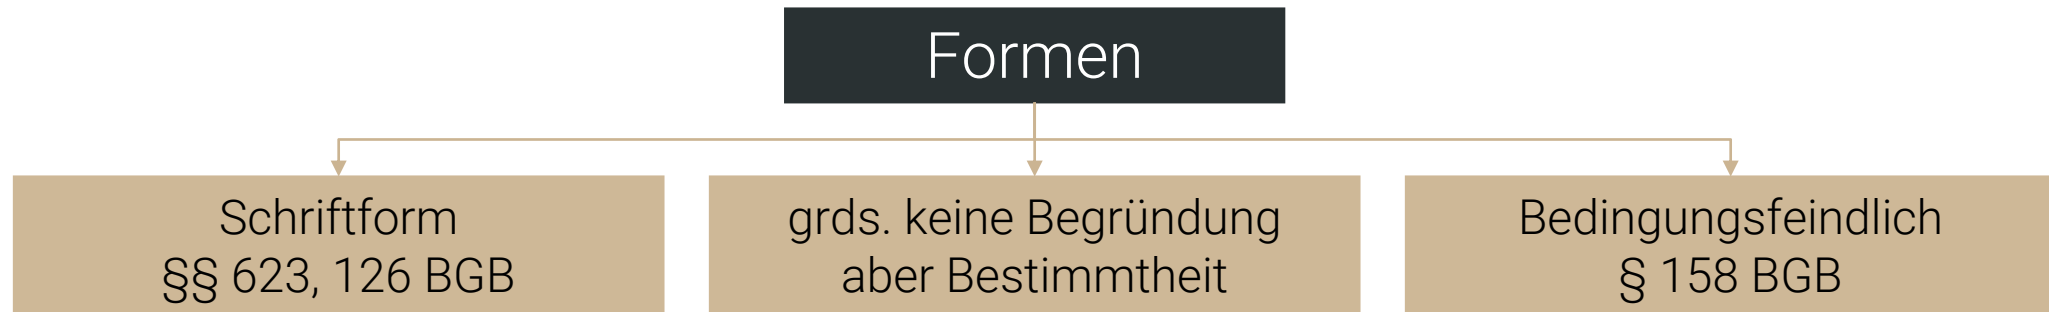 Formen
Schriftform
§§ 623, 126 BGB
grds. keine Begründung
aber Bestimmtheit
Bedingungsfeindlich
§ 158 BGB